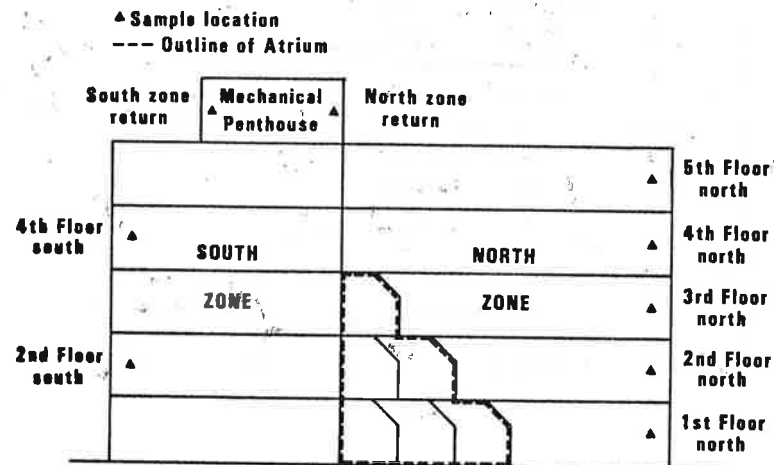 ▲ Sample location
--- Outline of Atrium
South zone
return
Mechanical
Penthouse
North zone
return
5th Floor
north
4th Floor
south
SOUTH
NORTH
4th Floor
north
ZONE
ZONE
3rd Floor
north
2nd Floor
south
2nd Floor
north
1st Floor
north